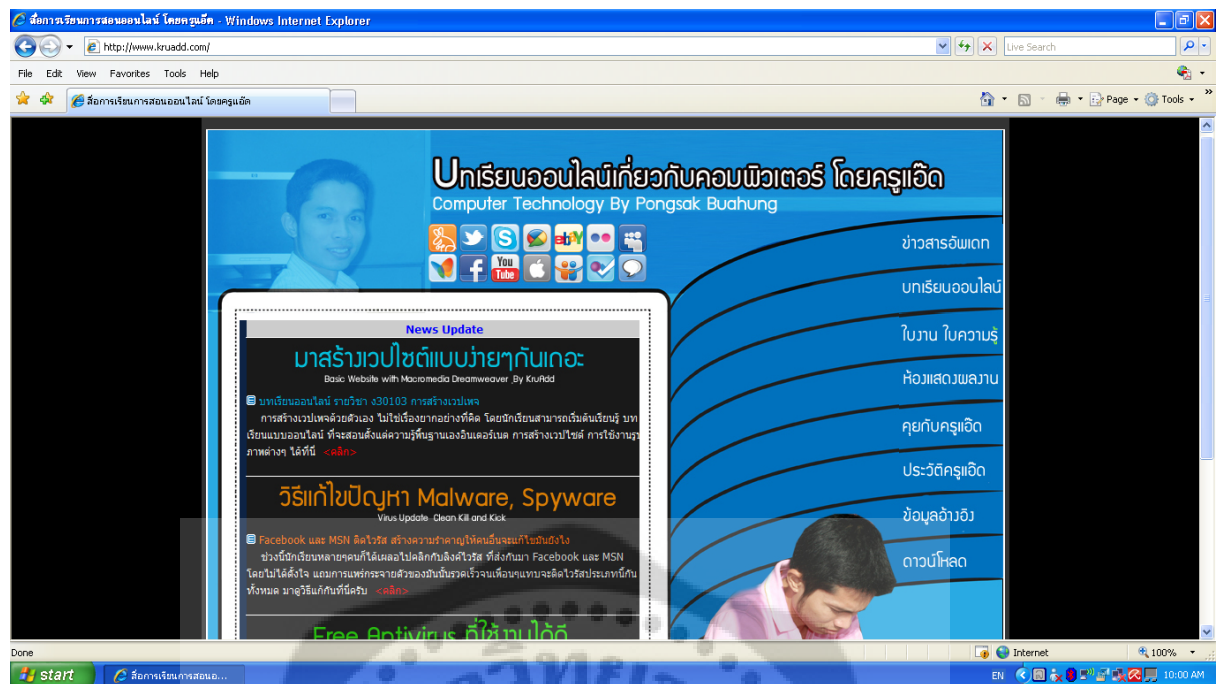 สื่อการเรียนการสอนออนไลน์ โดยครูแอ๊ด - Windows Internet Explorer
http://www.kruadd.com/
Live Search
File Edit View Favorites Tools Help
สื่อการเรียนการสอนออนไลน์ โดยครูแอ๊ด
Page Tools
บทเรียนออนไลน์เกี่ยวกับคอมพิวเตอร์ โดยครูแอ๊ด
Computer Technology By Pongsak Buahung
ebY
You Tube
ข่าวสารอัพเดท
บทเรียนออนไลน์
ใบงาน ใบความรู้
ห้องแสดงผลงาน
คุยกับครูแอ๊ด
ประวัติครูแอ๊ด
ข้อมูลอ้างอิง
ดาวน์โหลด
News Update
มาสร้างเวปไซต์แบบง่ายๆกันเถอะ
Basic Website with Macromedia Dreamweaver ,By KruAdd
บทเรียนออนไลน์ รายวิชา ง30103 การสร้างเวปเพจ
การสร้างเวปเพจด้วยตัวเอง ไม่ใช่เรื่องยากอย่างที่คิด โดยนักเรียนสามารถเริ่มต้นเรียนรู้ บท
เรียนแบบออนไลน์ ที่จะสอนตั้งแต่ความรู้พื้นฐานเองอินเตอร์เนต การสร้างเวปไซต์ การใช้งานรูป
ภาพต่างๆ ได้ที่นี่ <คลิก>
วิธีแก้ไขปัญหา Malware, Spyware
Virus Update Clean Kill and Kick
Facebook และ MSN ติดไวรัส สร้างความรำคาญให้คนอื่นจะแก้ไขมันยังไง
ช่วงนี้นักเรียนหลายๆคนก็ได้เผลอไปคลิกกับลิงค์ไวรัส ที่ส่งกันมา Facebook และ MSN
โดยไม่ได้ตั้งใจ แถมการแพร่กระจายตัวของมันนั้นรวดเร็วจนเพื่อนๆแทบจะติดไวรัสประเภทนี้กัน
ทั้งหมด มาดูวิธีแก้กันที่นี่ครับ <คลิก>
Free Antivirus ที่ใช้งานได้ดี
Done
Internet
100%
start
สื่อการเรียนการสอนอ...
EN
10:00 AM